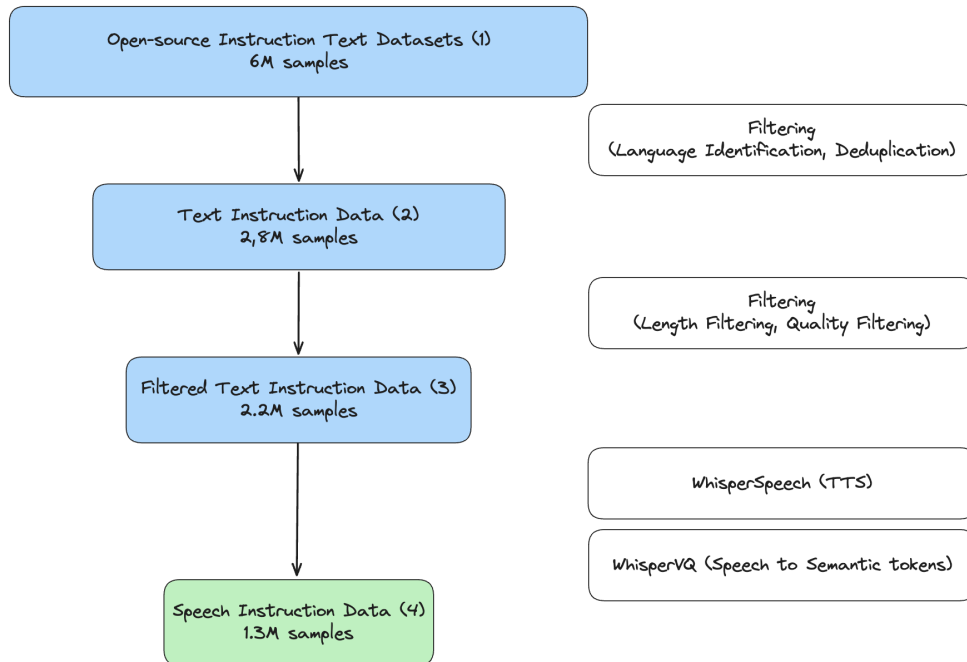 Open-source Instruction Text Datasets (1)
6M samples
Filtering
(Language Identification, Deduplication)
Text Instruction Data (2)
2,8M samples
Filtering
(Length Filtering, Quality Filtering)
Filtered Text Instruction Data (3)
2.2M samples
WhisperSpeech (TTS)
WhisperVQ (Speech to Semantic tokens)
Speech Instruction Data (4)
1.3M samples